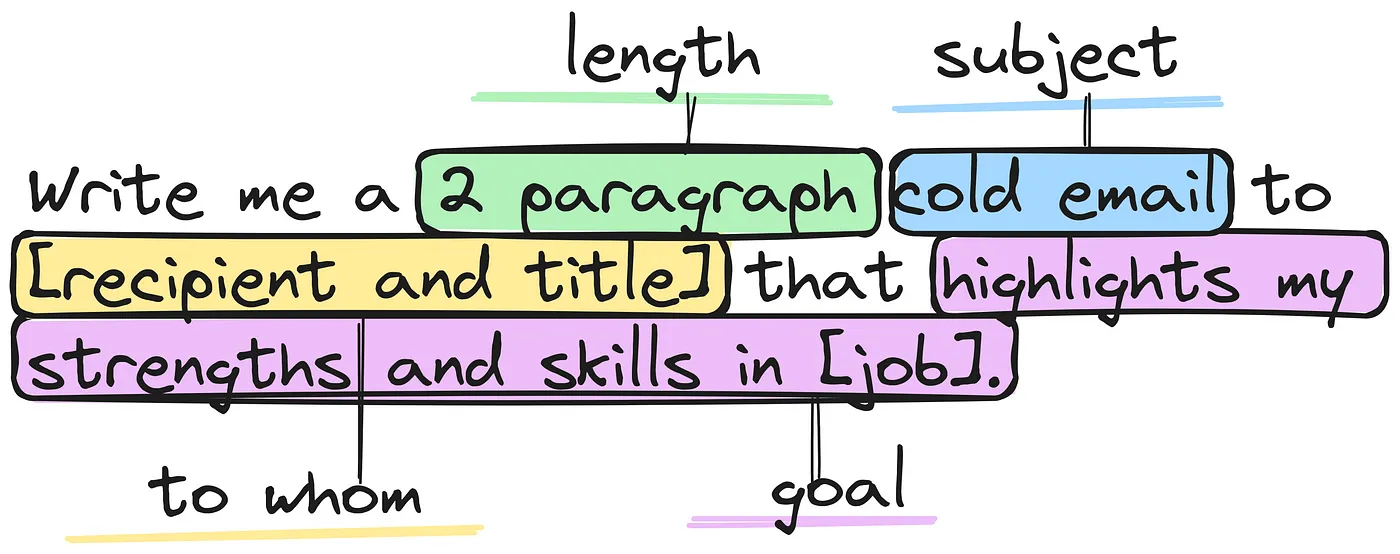 length subject
Write me a 2 paragraph cold email to
[recipient and title] that highlights my
strengths and skills in [job].
to whom goal